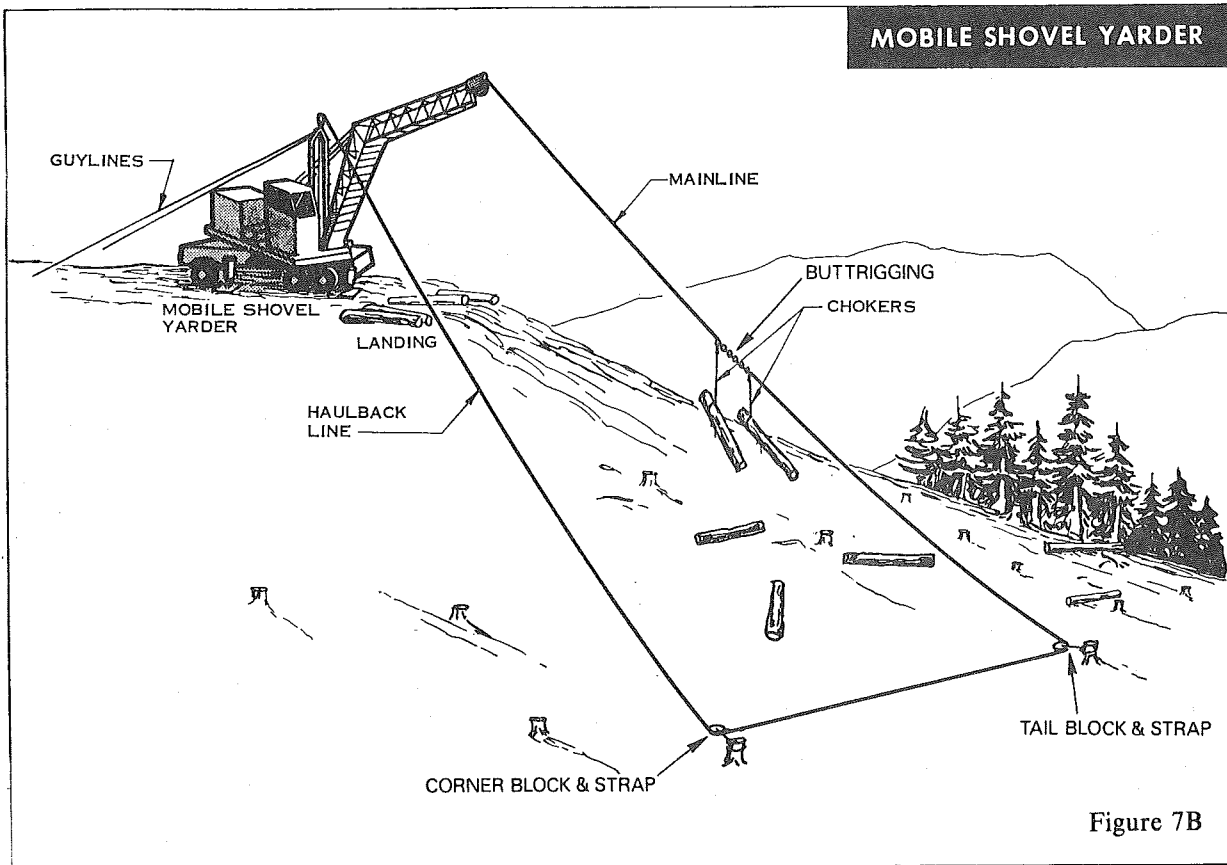 MOBILE SHOVEL YARDER
GUYLINES
MAINLINE
BUTTRIGGING
CHOKERS
MOBILE SHOVEL
YARDER
LANDING
HAULBACK
LINE
TAIL BLOCK & STRAP
CORNER BLOCK & STRAP
Figure 7B